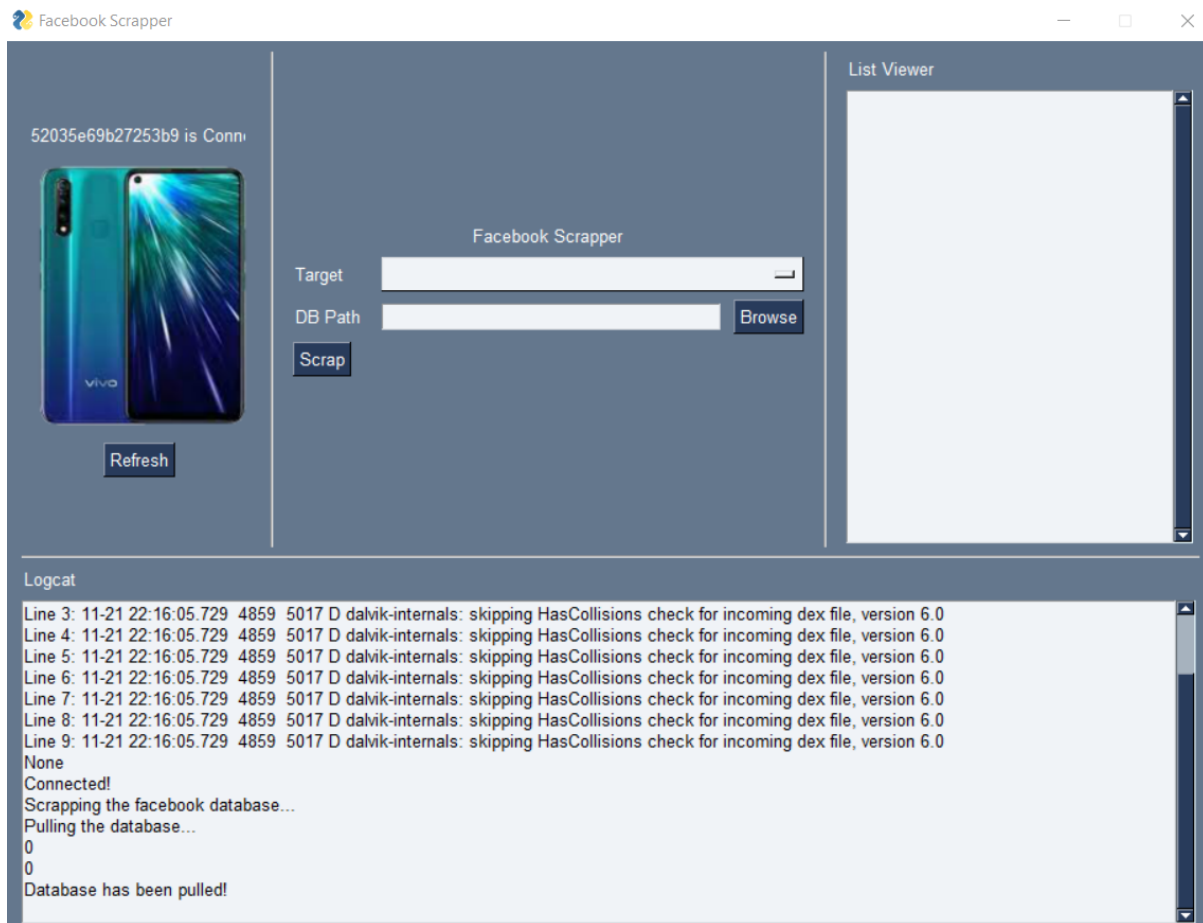 Facebook Scrapper
52035e69b27253b9 is Conn
vivo
Refresh
Facebook Scrapper
Target
DB Path
Browse
Scrap
List Viewer
Logcat
Line 3: 11-21 22:16:05.729 4859 5017 D dalvik-internals: skipping HasCollisions check for incoming dex file, version 6.0
Line 4: 11-21 22:16:05.729 4859 5017 D dalvik-internals: skipping HasCollisions check for incoming dex file, version 6.0
Line 5: 11-21 22:16:05.729 4859 5017 D dalvik-internals: skipping HasCollisions check for incoming dex file, version 6.0
Line 6: 11-21 22:16:05.729 4859 5017 D dalvik-internals: skipping HasCollisions check for incoming dex file, version 6.0
Line 7: 11-21 22:16:05.729 4859 5017 D dalvik-internals: skipping HasCollisions check for incoming dex file, version 6.0
Line 8: 11-21 22:16:05.729 4859 5017 D dalvik-internals: skipping HasCollisions check for incoming dex file, version 6.0
Line 9: 11-21 22:16:05.729 4859 5017 D dalvik-internals: skipping HasCollisions check for incoming dex file, version 6.0
None
Connected!
Scrapping the facebook database...
Pulling the database...
0
0
Database has been pulled!